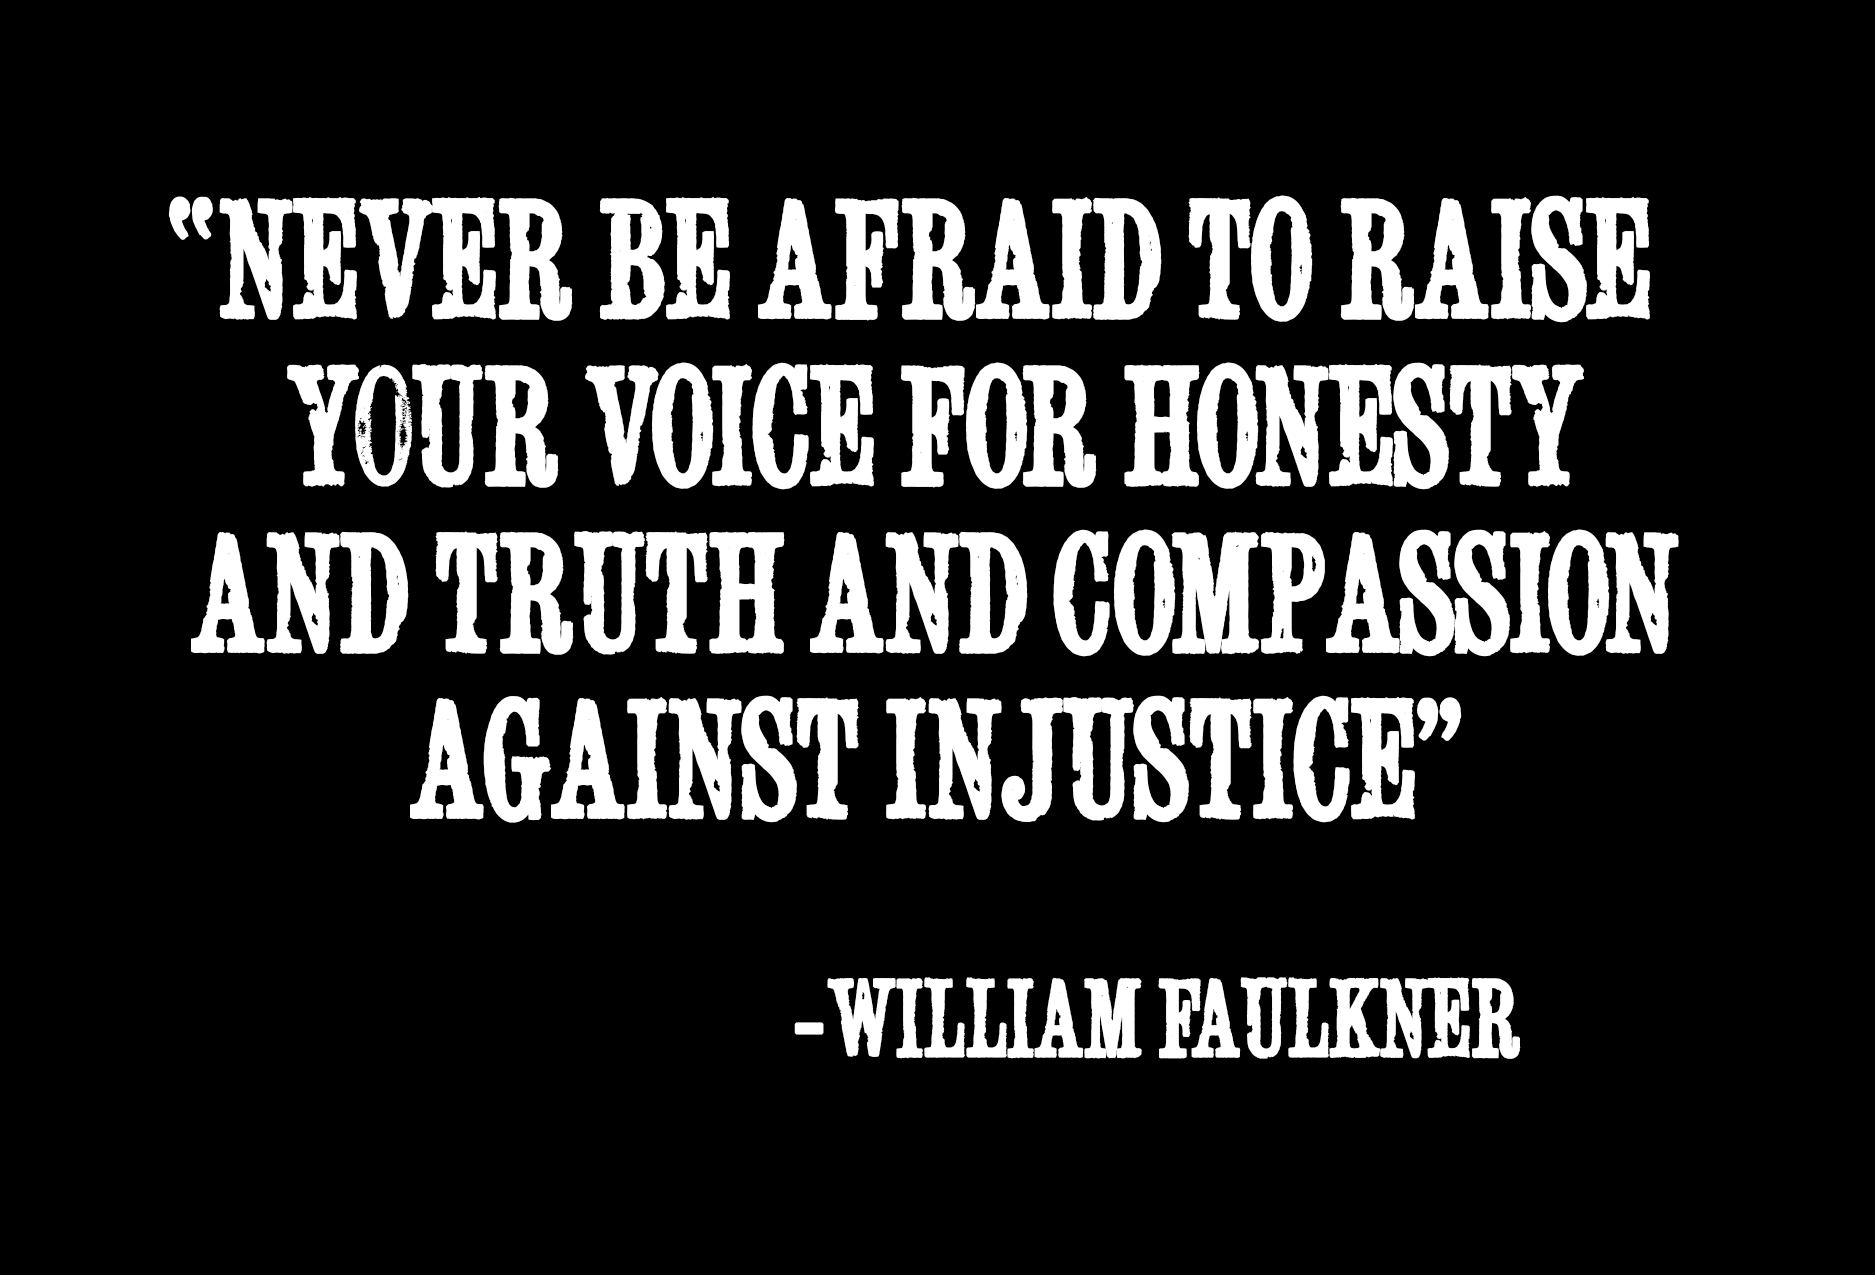 “NEVER BE AFRAID TO RAISE
YOUR VOICE FOR HONESTY
AND TRUTH AND COMPASSION
AGAINST INJUSTICE”
-WILLIAM FAULKNER